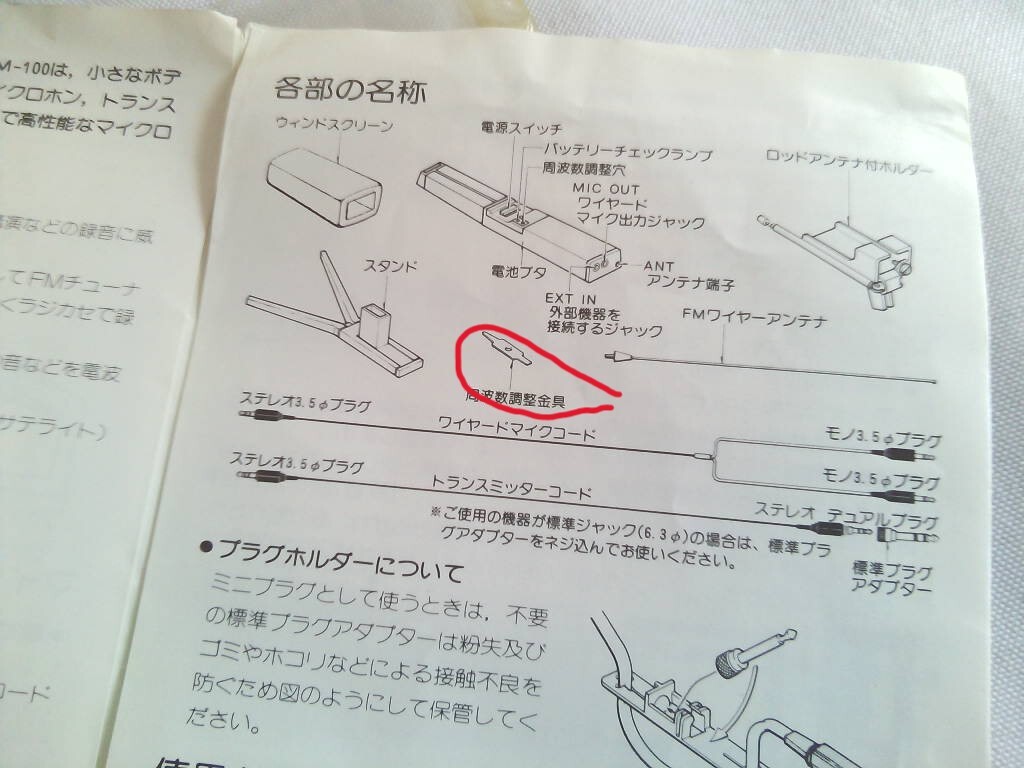 M-100は，小さなボデ
イクロホン，トランス
で高性能なマイクロ
演などの録音に威
してFMチューナ
くラジカセで録
音などを電波
サテライト）
コード
各部の名称
ウィンドスクリーン
電源スイッチ
バッテリーチェックランプ
周波数調整穴
MIC OUT
ワイヤード
マイク出力ジャック
ロッドアンテナ付ホルダー
電池ブタ
ANT
アンテナ端子
EXT IN
外部機器を
接続するジャック
スタンド
FMワイヤーアンテナ
周波数調整金具
ステレオ3.5φプラグ
ワイヤードマイクコード
モノ3.5φプラグ
モノ3.5φプラグ
ステレオ3.5φプラグ
トランスミッターコード
ステレオ デュアルプラグ
※ご使用の機器が標準ジャック(6.3φ)の場合は、標準プラ
グアダプターをネジ込んでお使いください。
標準プラグ
アダプター
●プラグホルダーについて
ミニプラグとして使うときは，不要
の標準プラグアダプターは粉失及び
ゴミやホコリなどによる接触不良を
防ぐため図のようにして保管してく
ださい。